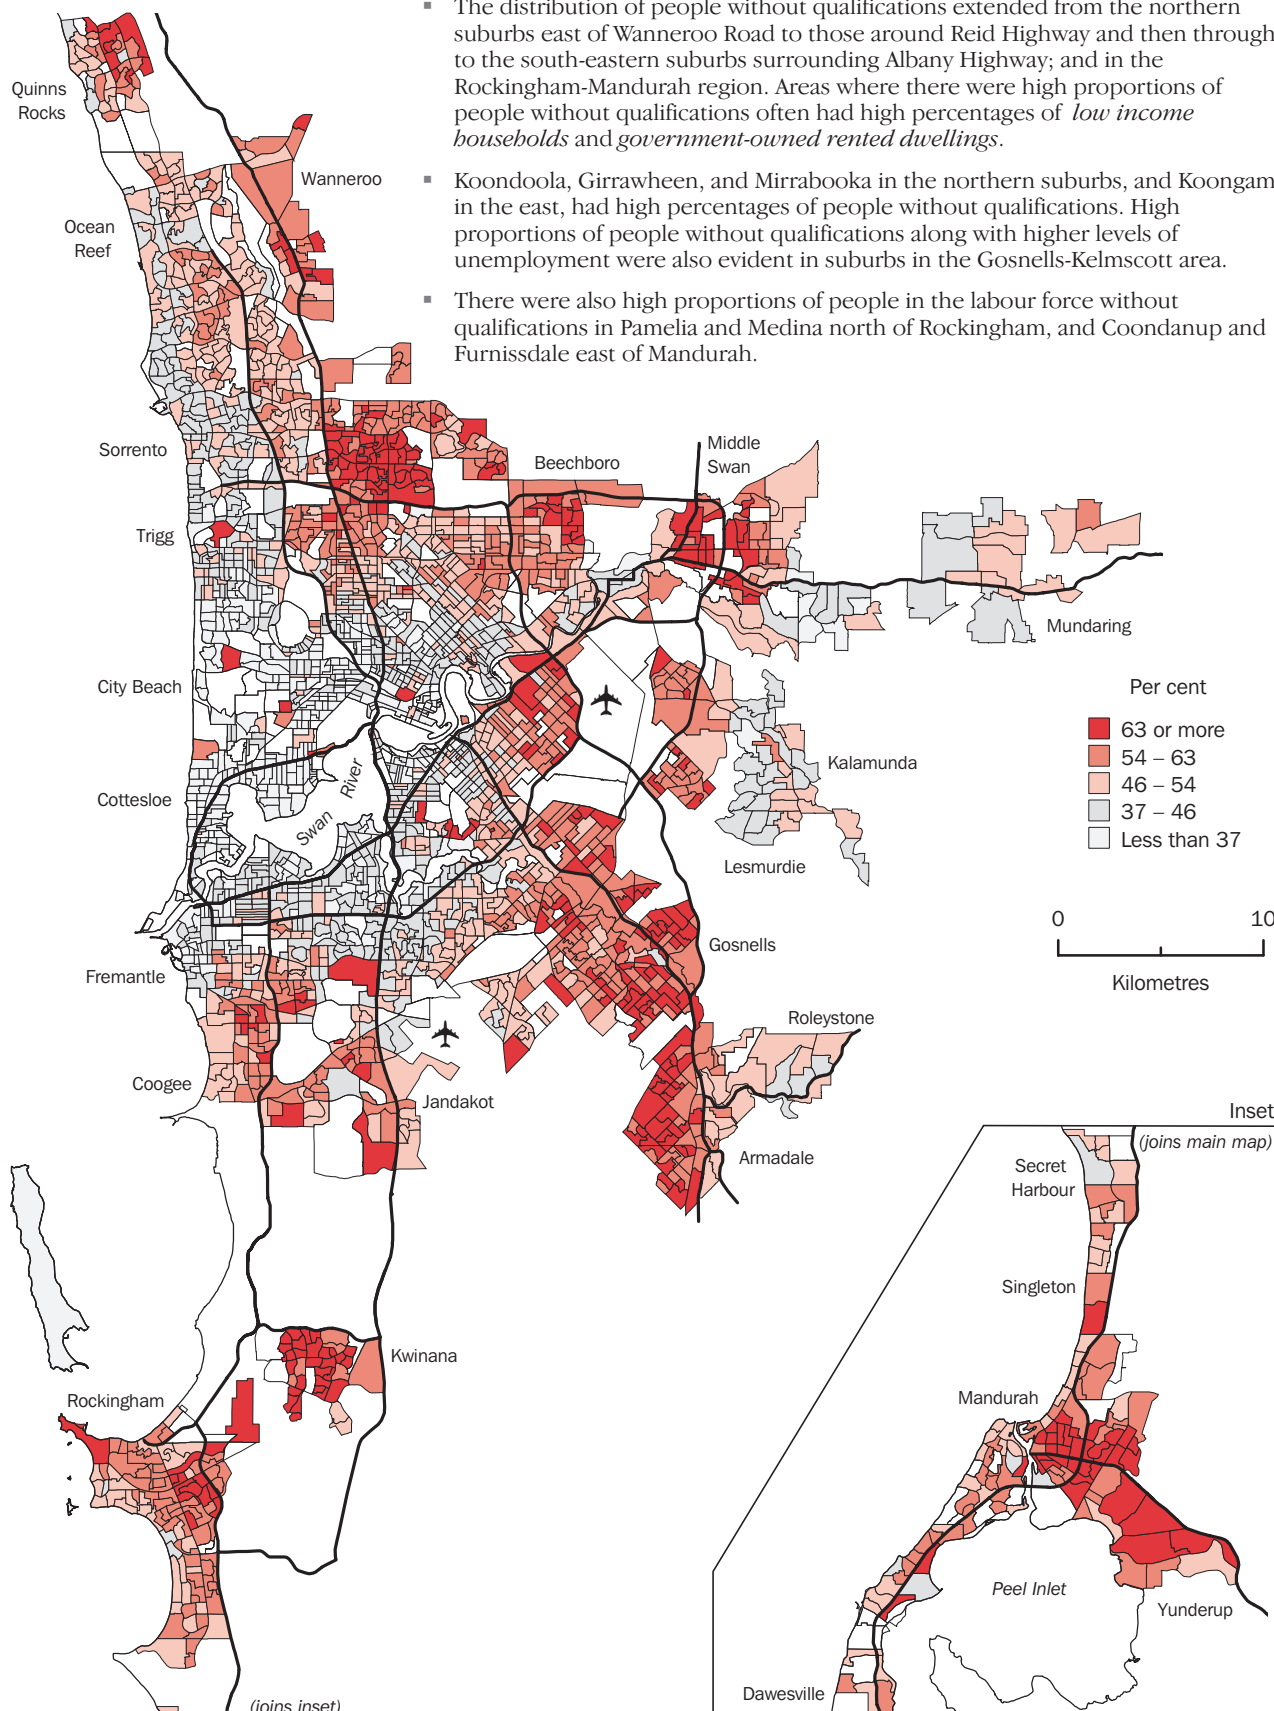 ▪ The distribution of people without qualifications extended from the northern
suburbs east of Wanneroo Road to those around Reid Highway and then through
to the south-eastern suburbs surrounding Albany Highway; and in the
Rockingham-Mandurah region. Areas where there were high proportions of
people without qualifications often had high percentages of low income
households and government-owned rented dwellings.
▪ Koondoola, Girrawheen, and Mirrabooka in the northern suburbs, and Koongam
in the east, had high percentages of people without qualifications. High
proportions of people without qualifications along with higher levels of
unemployment were also evident in suburbs in the Gosnells-Kelmscott area.
▪ There were also high proportions of people in the labour force without
qualifications in Pamelia and Medina north of Rockingham, and Coondanup and
Furnissdale east of Mandurah.
Quinns
Rocks
Wanneroo
Ocean
Reef
Sorrento
Beechboro
Middle
Swan
Trigg
Mundaring
City Beach
Per cent
63 or more
54 – 63
46 – 54
37 – 46
Less than 37
Kalamunda
Cottesloe
Swan River
Lesmurdie
0 10
Kilometres
Gosnells
Fremantle
Roleystone
Coogee
Jandakot
Armadale
Inset
(joins main map)
Secret
Harbour
Singleton
Kwinana
Rockingham
Mandurah
Peel Inlet
Yunderup
Dawesville
(joins inset)